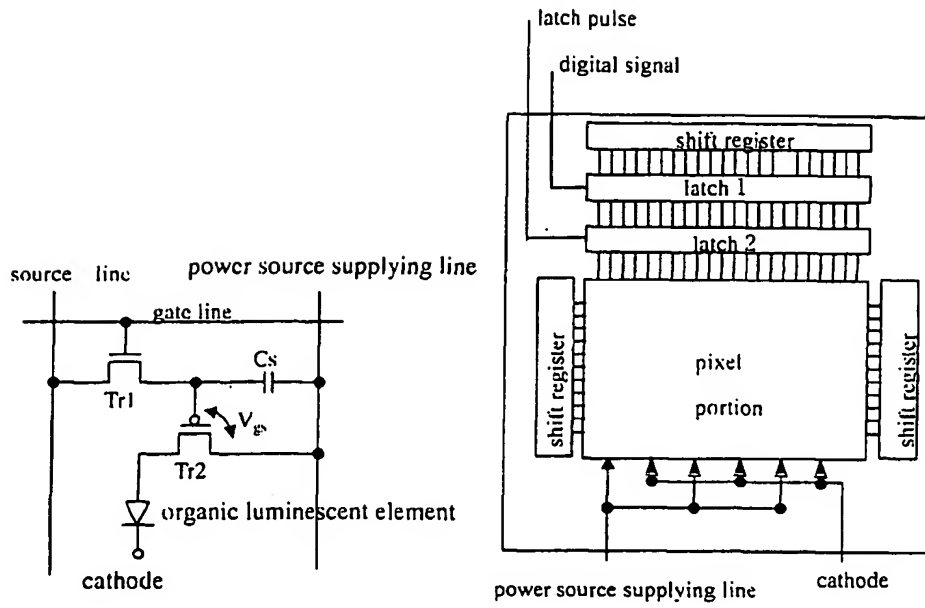 latch pulse
digital signal
shift register
latch 1
latch 2
source line
power source supplying line
gate line
Cs
Tr1
Vgs
Tr2
organic luminescent element
cathode
shift register
pixel
portion
shift register
power source supplying line
cathode